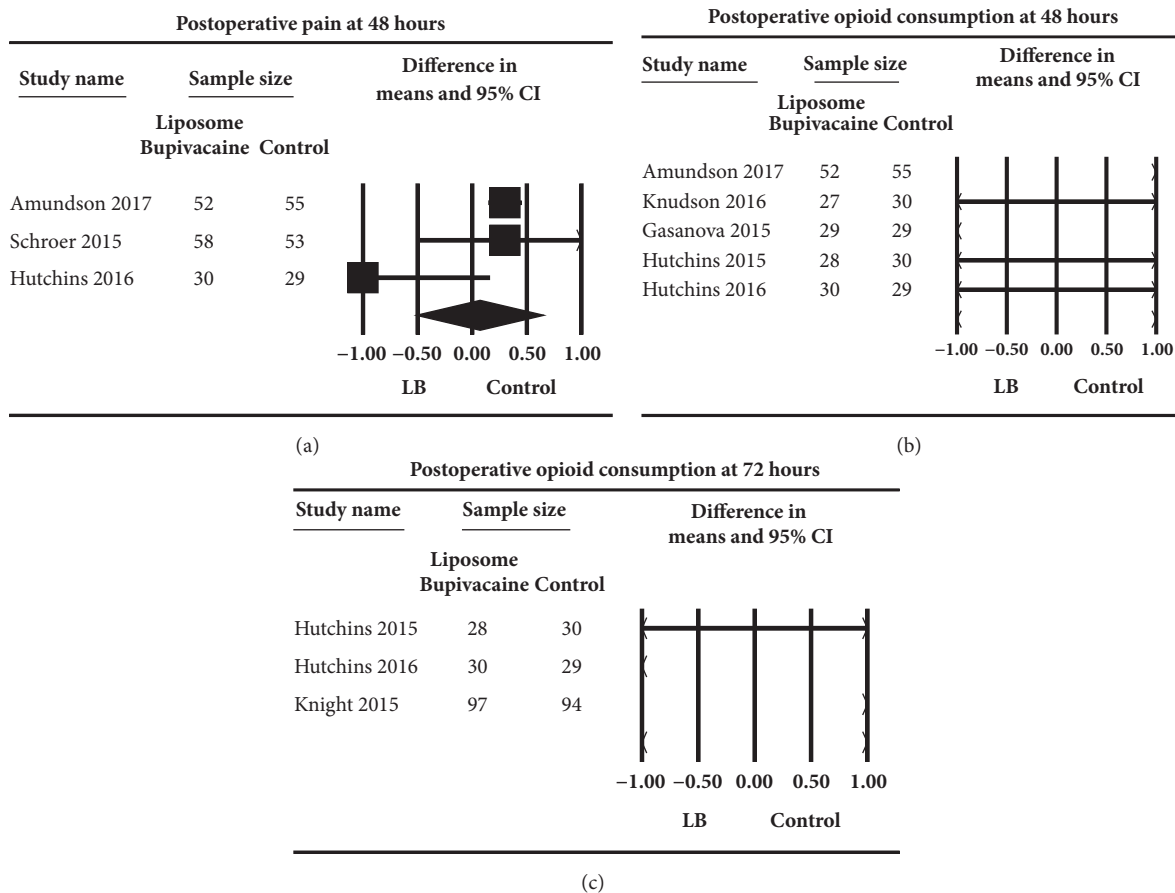 Postoperative pain at 48 hours
Study name Sample size Difference in means and 95% CI
Liposome Bupivacaine Control
Amundson 2017 52 55
Schroer 2015 58 53
Hutchins 2016 30 29
−1.00 −0.50 0.00 0.50 1.00
LB Control
(a)
Postoperative opioid consumption at 48 hours
Study name Sample size Difference in means and 95% CI
Liposome Bupivacaine Control
Amundson 2017 52 55
Knudson 2016 27 30
Gasanova 2015 29 29
Hutchins 2015 28 30
Hutchins 2016 30 29
−1.00 −0.50 0.00 0.50 1.00
LB Control
(b)
Postoperative opioid consumption at 72 hours
Study name Sample size Difference in means and 95% CI
Liposome Bupivacaine Control
Hutchins 2015 28 30
Hutchins 2016 30 29
Knight 2015 97 94
−1.00 −0.50 0.00 0.50 1.00
LB Control
(c)